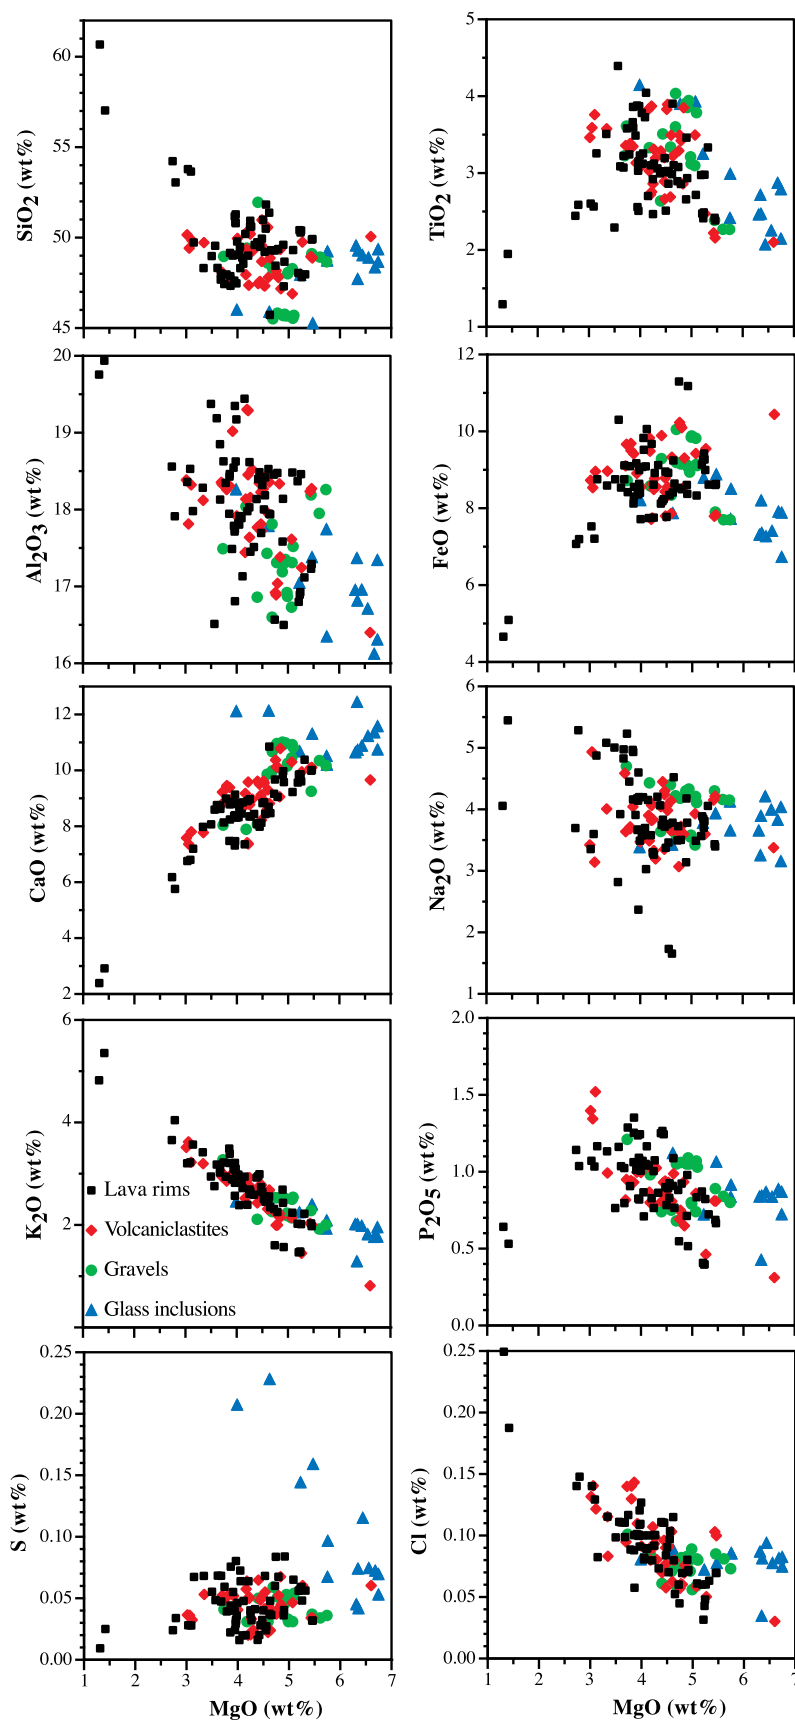 60
55
50
45
SiO2 (wt%)
5
4
3
2
1
TiO2 (wt%)
20
19
18
17
16
Al2O3 (wt%)
12
10
8
6
4
FeO (wt%)
12
10
8
6
4
2
CaO (wt%)
6
5
4
3
2
1
Na2O (wt%)
6
4
2
K2O (wt%)
Lava rims
Volcaniclastites
Gravels
Glass inclusions
2.0
1.5
1.0
0.5
0.0
P2O5 (wt%)
0.25
0.20
0.15
0.10
0.05
0.00
S (wt%)
1 2 3 4 5 6 7
MgO (wt%)
0.25
0.20
0.15
0.10
0.05
0.00
Cl (wt%)
1 2 3 4 5 6 7
MgO (wt%)